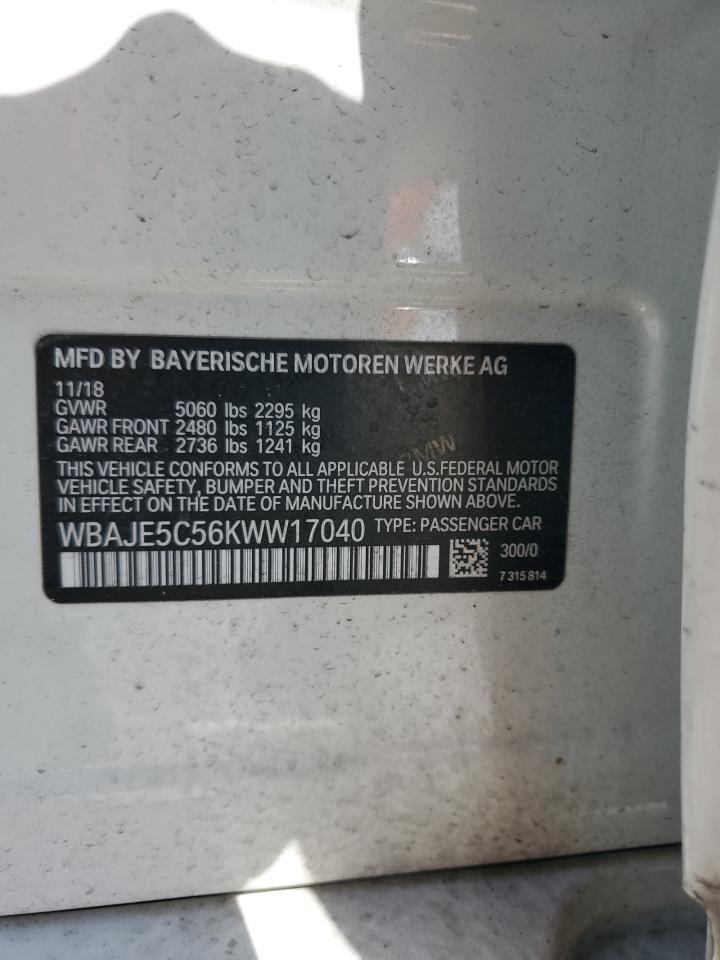 MFD BY BAYERISCHE MOTOREN WERKE AG
11/18
GVWR 5060 lbs 2295 kg
GAWR FRONT 2480 lbs 1125 kg
GAWR REAR 2736 lbs 1241 kg
BMW
THIS VEHICLE CONFORMS TO ALL APPLICABLE U.S.FEDERAL MOTOR
VEHICLE SAFETY, BUMPER AND THEFT PREVENTION STANDARDS
IN EFFECT ON THE DATE OF MANUFACTURE SHOWN ABOVE.
WBAJE5C56KWW17040 TYPE: PASSENGER CAR
300/0
7 315 814